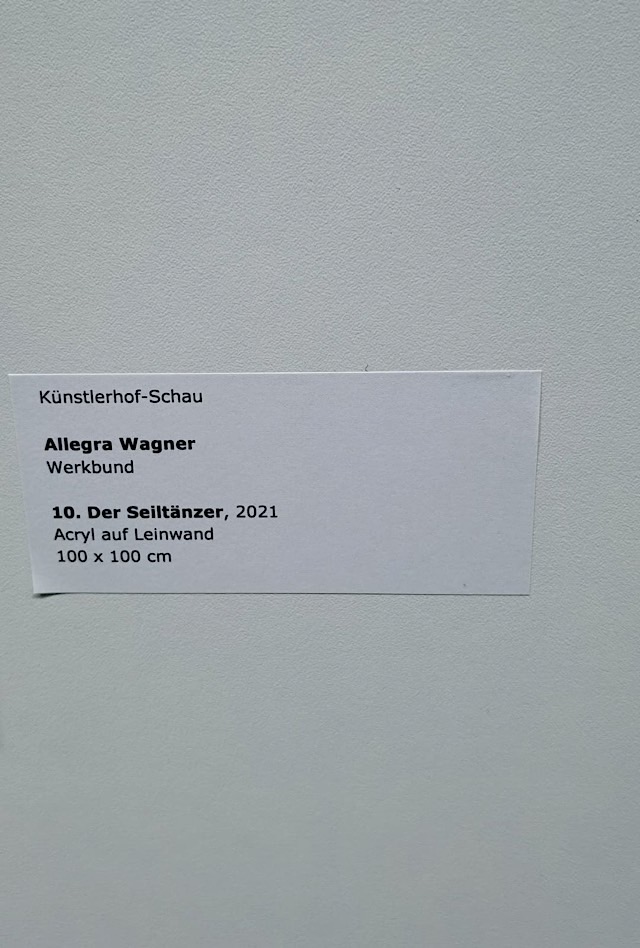 Künstlerhof-Schau
Allegra Wagner
Werkbund
10. Der Seiltänzer, 2021
Acryl auf Leinwand
100 x 100 cm